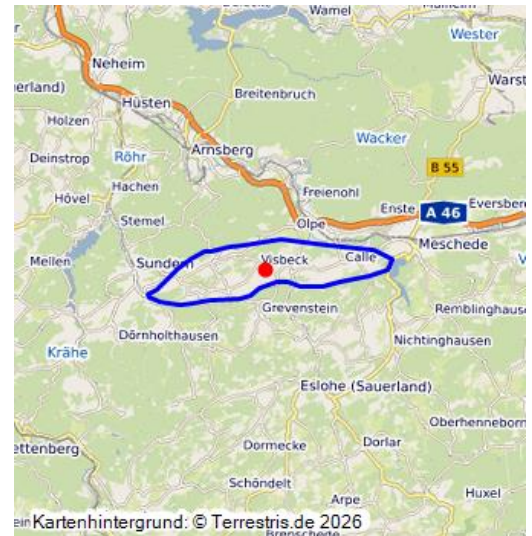 Wamel
Wester
Neheim
Warst
erland)
Hüsten
Breitenbruch
Holzen
Wacker
Deinstrop
Röhr
Arnsberg
B 55
Hachen
Freienohl
Hövel
Enste
Eversberg
Stemel
Olpe
A 46
Meschede
Mellen
Sundern
Visbeck
Calle
Grevenstein
Remblinghause
Dörnholthausen
Krähe
Nichtinghausen
Eslohe (Sauerland)
Oberhenneborn
ettenberg
Dormecke
Dorlar
Schöndelt
Huxel
Arpe
Kartenhintergrund: © Terrestris.de 2026